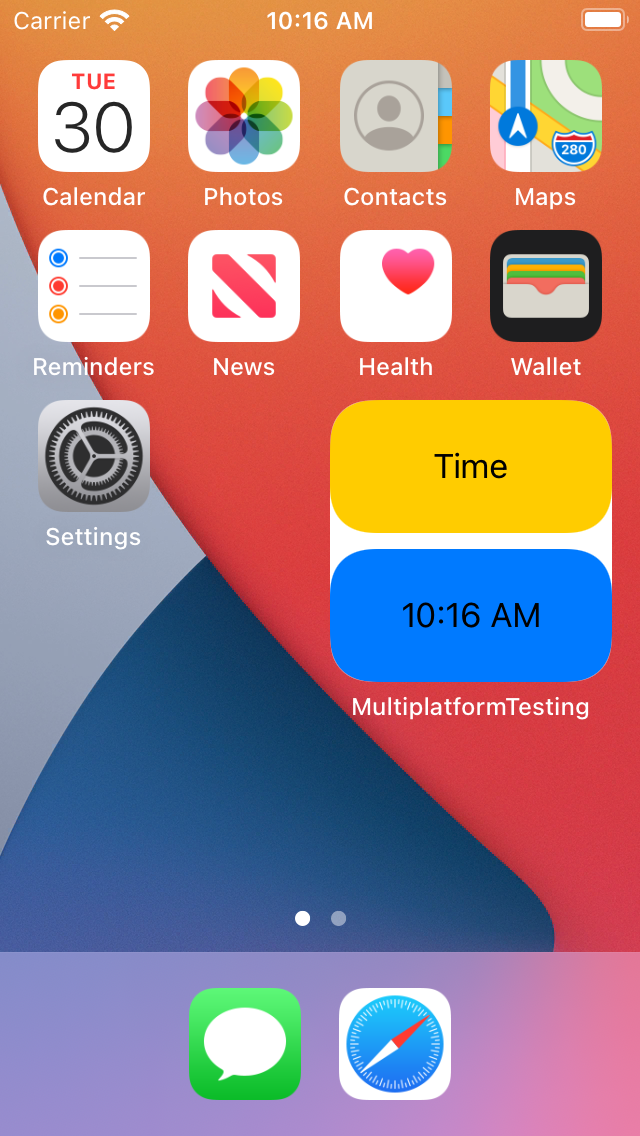 Carrier 10:16 AM
TUE
30
280
Calendar Photos Contacts Maps
Reminders News Health Wallet
Time
10:16 AM
Settings
MultiplatformTesting